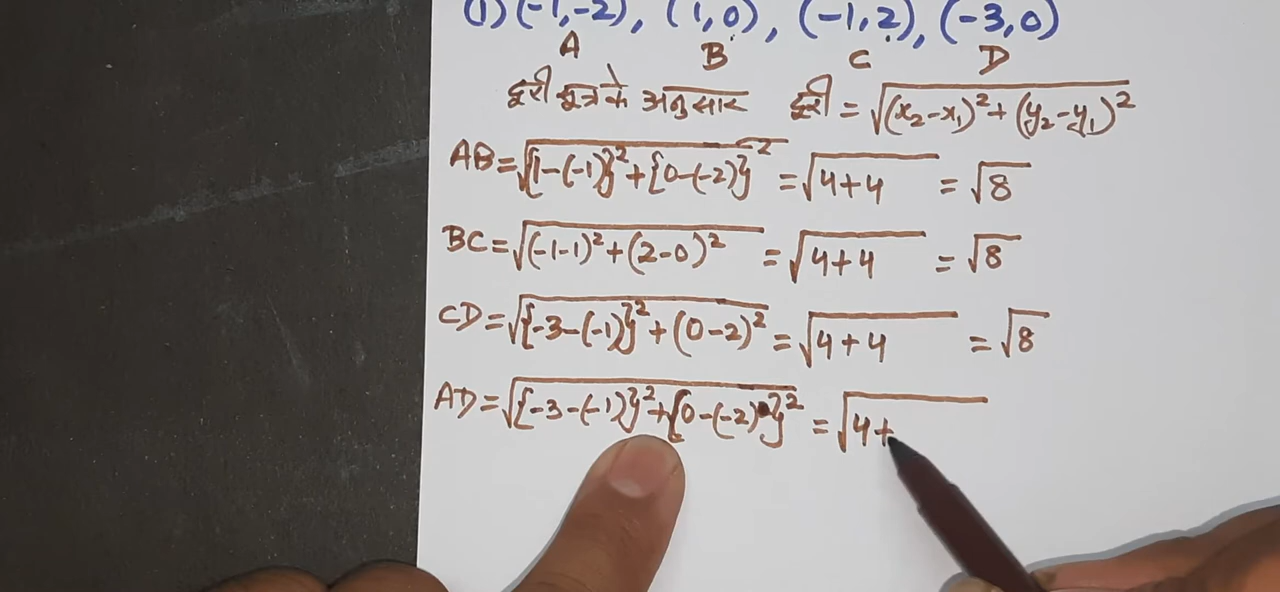 (1) (-1,-2), (1,0), (-1,2), (-3,0)
A B C D
दूरी सूत्र के अनुसार दूरी = √(x₂-x₁)²+(y₂-y₁)²
AB=√{1-(-1)}²+{0-(-2)}² =√4+4 =√8
BC=√(-1-1)²+(2-0)² =√4+4 =√8
CD=√{-3-(-1)}²+(0-2)² =√4+4 =√8
AD=√{-3-(-1)}²+{0-(-2)}² =√4+